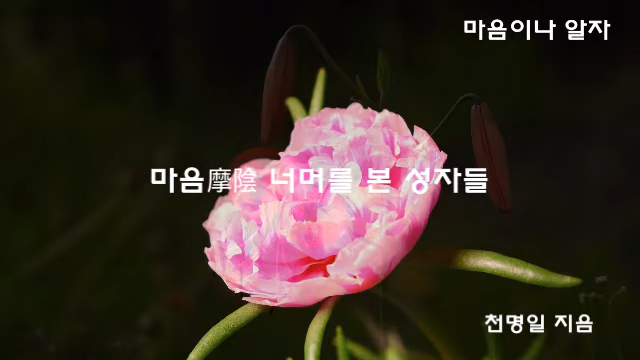 마음이나 알자
마음摩陰 너머를 본 성자들
천명일 지음